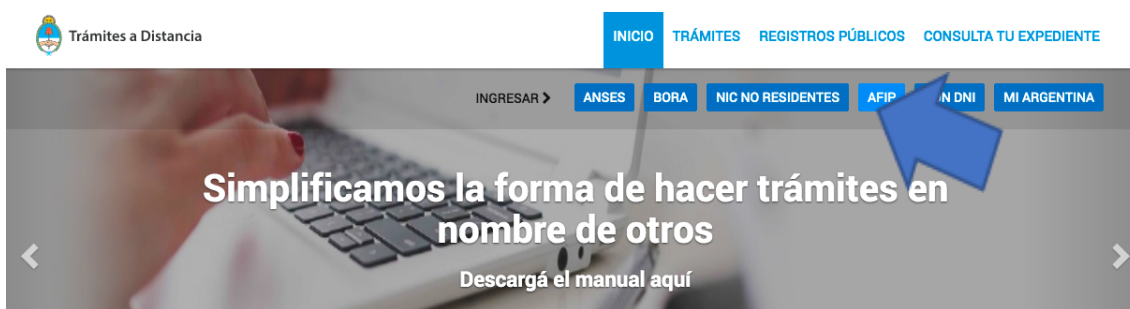 Trámites a Distancia
INICIO TRÁMITES REGISTROS PÚBLICOS CONSULTA TU EXPEDIENTE
INGRESAR ANSES BORA NIC NO RESIDENTES AFIP DNI MI ARGENTINA
Simplificamos la forma de hacer trámites en
nombre de otros
Descargá el manual aquí